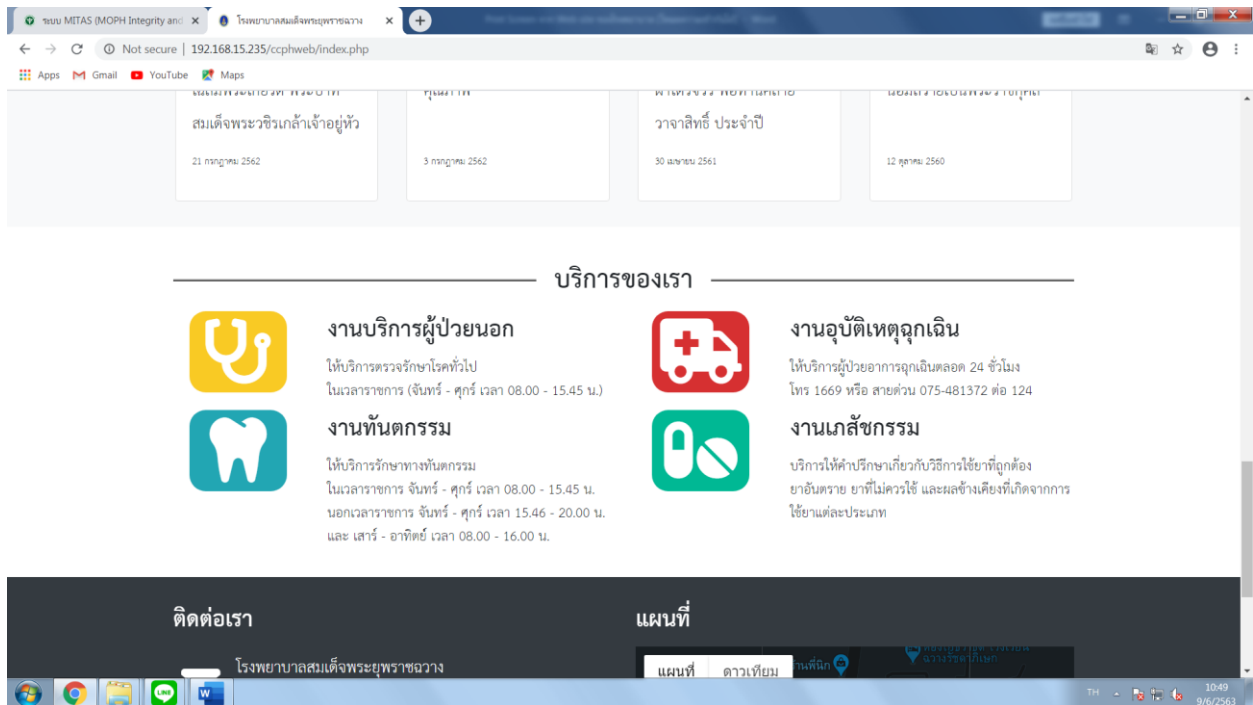 ระบบ MITAS (MOPH Integrity and
โรงพยาบาลสมเด็จพระยุพราชฉวาง
Not secure | 192.168.15.235/ccphweb/index.php
Apps Gmail YouTube Maps
สมเด็จพระวชิรเกล้าเจ้าอยู่หัว
วาจาสิทธิ์ ประจำปี
21 กรกฎาคม 2562
3 กรกฎาคม 2562
30 เมษายน 2561
12 ตุลาคม 2560
บริการของเรา
งานบริการผู้ป่วยนอก
ให้บริการตรวจรักษาโรคทั่วไป
ในเวลาราชการ (จันทร์ - ศุกร์ เวลา 08.00 - 15.45 น.)
งานอุบัติเหตุฉุกเฉิน
ให้บริการผู้ป่วยอาการฉุกเฉินตลอด 24 ชั่วโมง
โทร 1669 หรือ สายด่วน 075-481372 ต่อ 124
งานทันตกรรม
ให้บริการรักษาทางทันตกรรม
ในเวลาราชการ จันทร์ - ศุกร์ เวลา 08.00 - 15.45 น.
นอกเวลาราชการ จันทร์ - ศุกร์ เวลา 15.46 - 20.00 น.
และ เสาร์ - อาทิตย์ เวลา 08.00 - 16.00 น.
งานเภสัชกรรม
บริการให้คำปรึกษาเกี่ยวกับวิธีการใช้ยาที่ถูกต้อง
ยาอันตราย ยาที่ไม่ควรใช้ และผลข้างเคียงที่เกิดจากการ
ใช้ยาแต่ละประเภท
ติดต่อเรา
โรงพยาบาลสมเด็จพระยุพราชฉวาง
แผนที่
แผนที่ ดาวเทียม
TH
10:49
9/6/2563